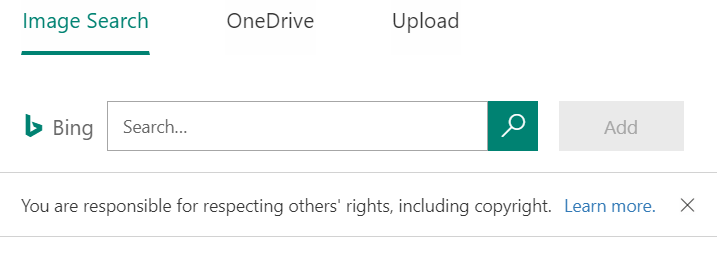 Image Search OneDrive Upload
Bing Search... Add
You are responsible for respecting others' rights, including copyright. Learn more.